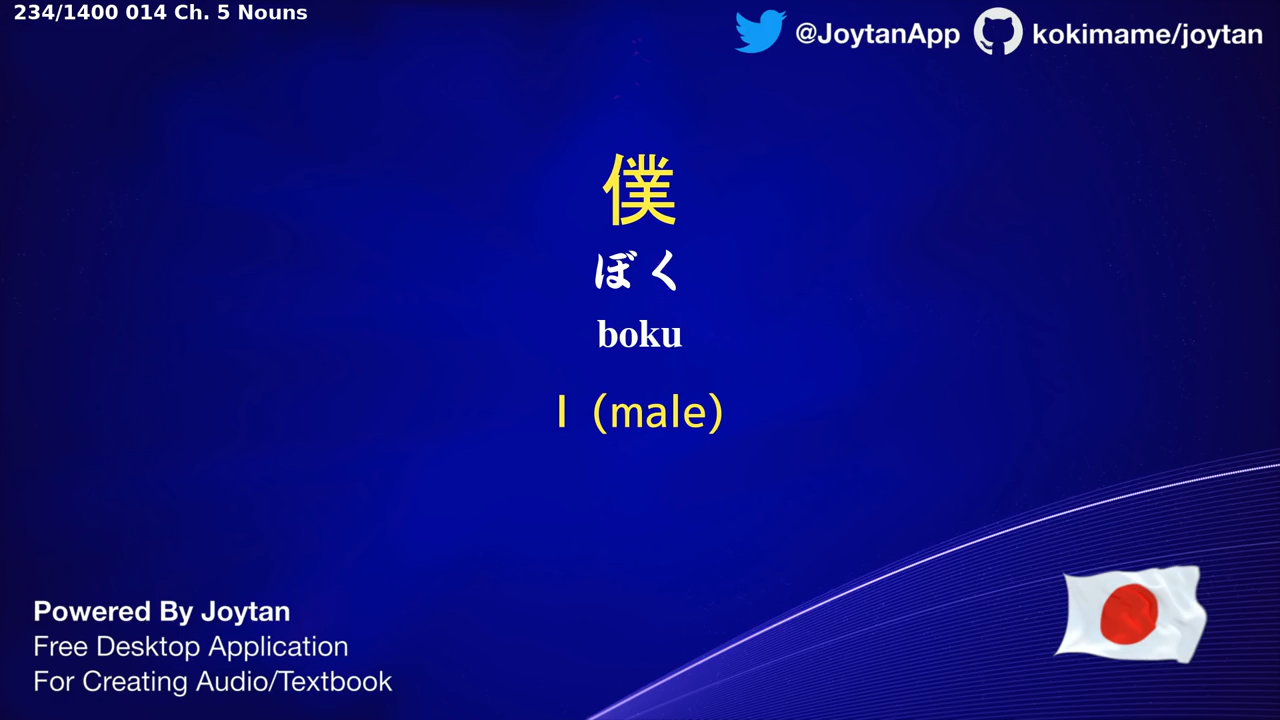 234/1400 014 Ch. 5 Nouns
@JoytanApp kokimame/joytan
僕
ぼく
boku
I (male)
Powered By Joytan
Free Desktop Application
For Creating Audio/Textbook